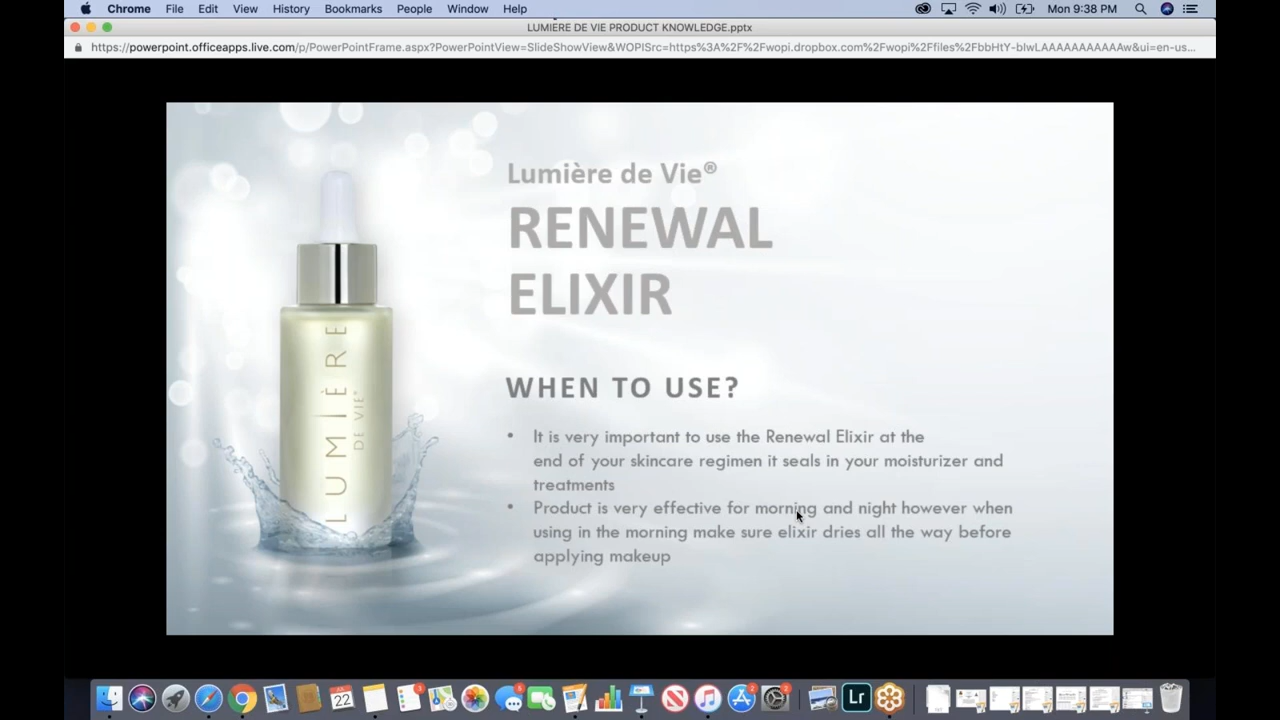 Chrome File Edit View History Bookmarks People Window Help Mon 9:38 PM
LUMIERE DE VIE PRODUCT KNOWLEDGE.pptx
https://powerpoint.officeapps.live.com/p/PowerPointFrame.aspx?PowerPointView=SlideShowView&WOPISrc=https%3A%2F%2Fwopi.dropbox.com%2Fwopi%2Ffiles%2FbbHtY-blwLAAAAAAAAAAAw&ui=en-us...
Lumière de Vie®
RENEWAL
ELIXIR
WHEN TO USE?
• It is very important to use the Renewal Elixir at the
end of your skincare regimen it seals in your moisturizer and
treatments
• Product is very effective for morning and night however when
using in the morning make sure elixir dries all the way before
applying makeup
LUMIÈRE
DE VIE
22
Lr